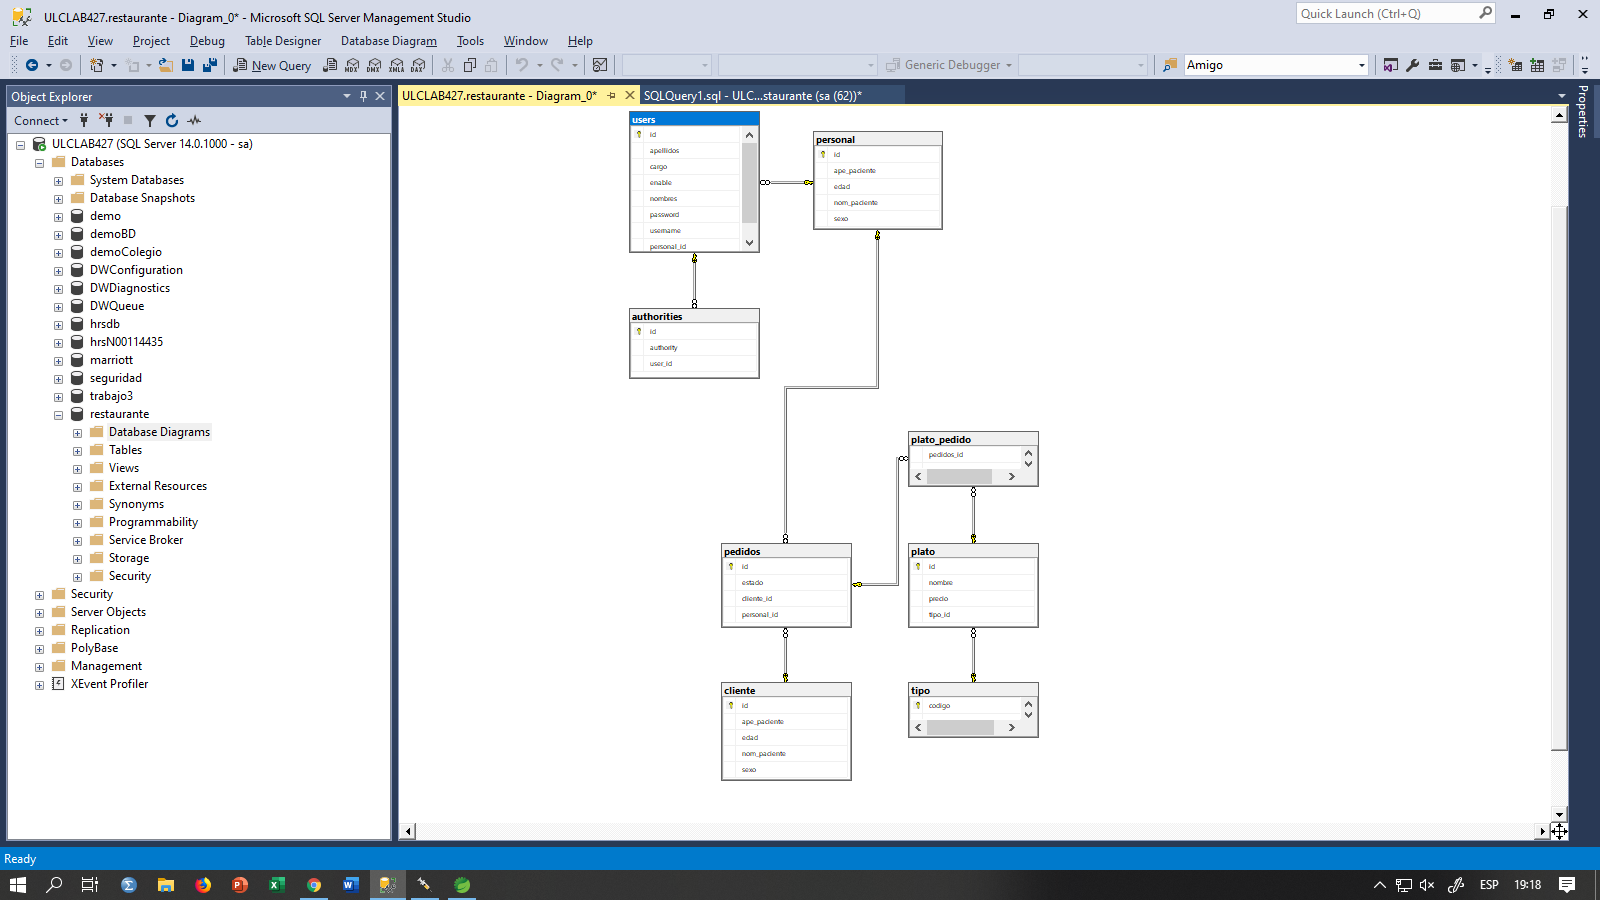 ULCLAB427.restaurante - Diagram_0* - Microsoft SQL Server Management Studio
Quick Launch (Ctrl+Q)
File Edit View Project Debug Table Designer Database Diagram Tools Window Help
New Query
MDX DMX XMLA DAX
Generic Debugger
Amigo
Object Explorer
Connect
ULCLAB427 (SQL Server 14.0.1000 - sa)
Databases
System Databases
Database Snapshots
demo
demoBD
demoColegio
DWConfiguration
DWDiagnostics
DWQueue
hrsdb
hrsN00114435
marriott
seguridad
trabajo3
restaurante
Database Diagrams
Tables
Views
External Resources
Synonyms
Programmability
Service Broker
Storage
Security
Security
Server Objects
Replication
PolyBase
Management
XEvent Profiler
ULCLAB427.restaurante - Diagram_0*
SQLQuery1.sql - ULC...staurante (sa (62))*
Properties
users
id
apellidos
cargo
enable
nombres
password
username
personal_id
personal
id
ape_paciente
edad
nom_paciente
sexo
authorities
id
authority
user_id
plato_pedido
pedidos_id
pedidos
id
estado
cliente_id
personal_id
plato
id
nombre
precio
tipo_id
cliente
id
ape_paciente
edad
nom_paciente
sexo
tipo
codigo
Ready
ESP
19:18